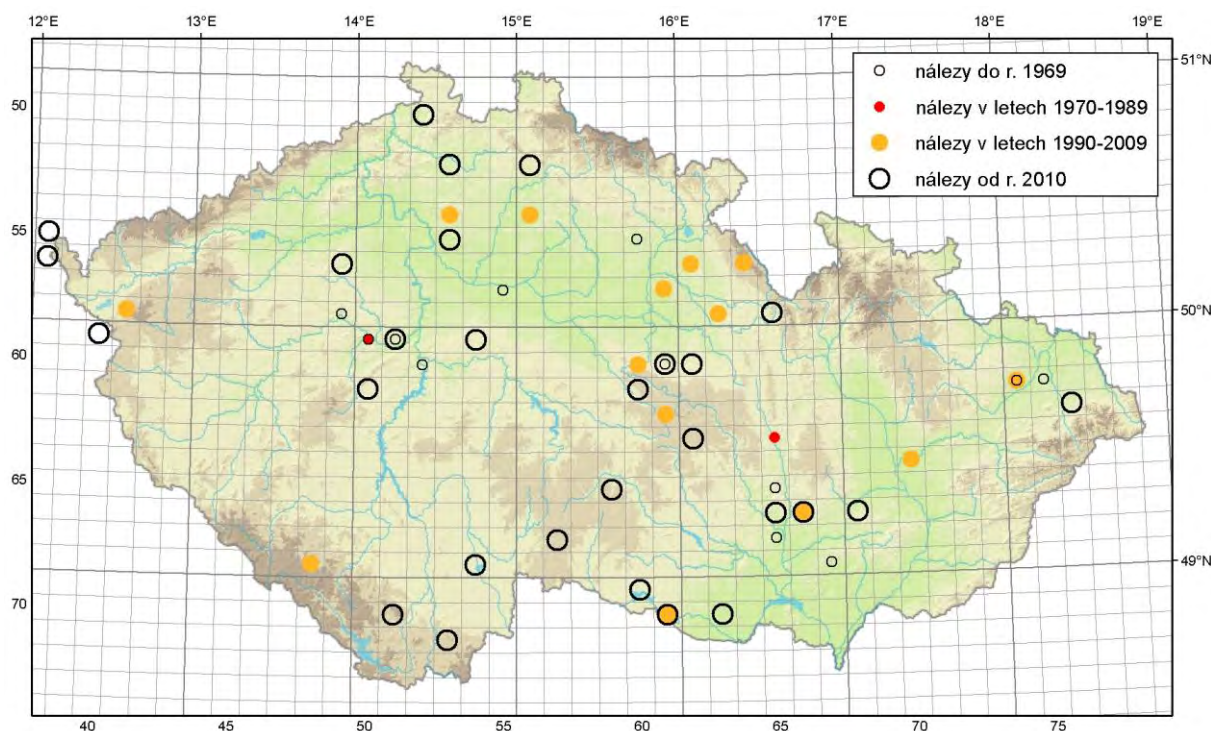 12°E 13°E 14°E 15°E 16°E 17°E 18°E 19°E
nálezy do r. 1969
nálezy v letech 1970-1989
nálezy v letech 1990-2009
nálezy od r. 2010
51°N
50
55
50°N
60
65
49°N
70
40 45 50 55 60 65 70 75